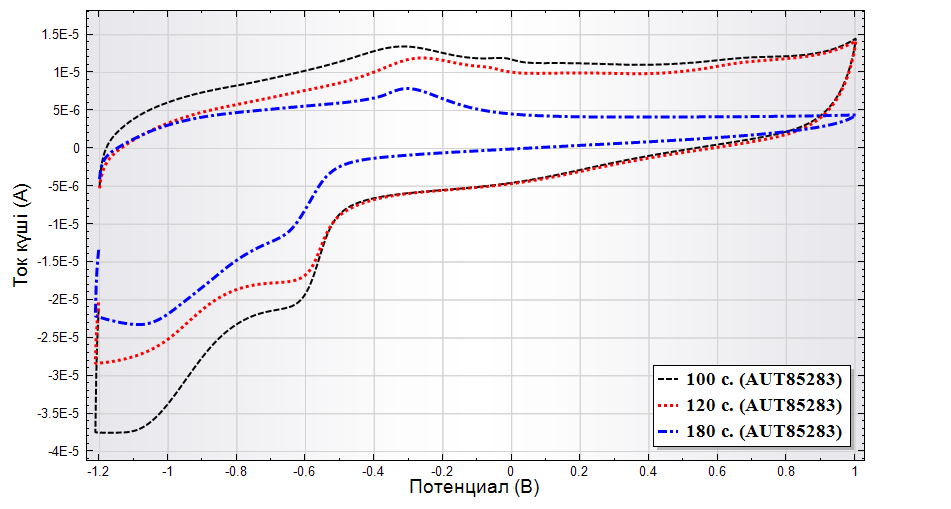 Ток күші (А)
1.5E-5
1E-5
5E-6
0
-5E-6
-1E-5
-1.5E-5
-2E-5
-2.5E-5
-3E-5
-3.5E-5
-4E-5
100 с. (AUT85283)
120 с. (AUT85283)
180 с. (AUT85283)
-1.2 -1 -0.8 -0.6 -0.4 -0.2 0 0.2 0.4 0.6 0.8 1
Потенциал (В)